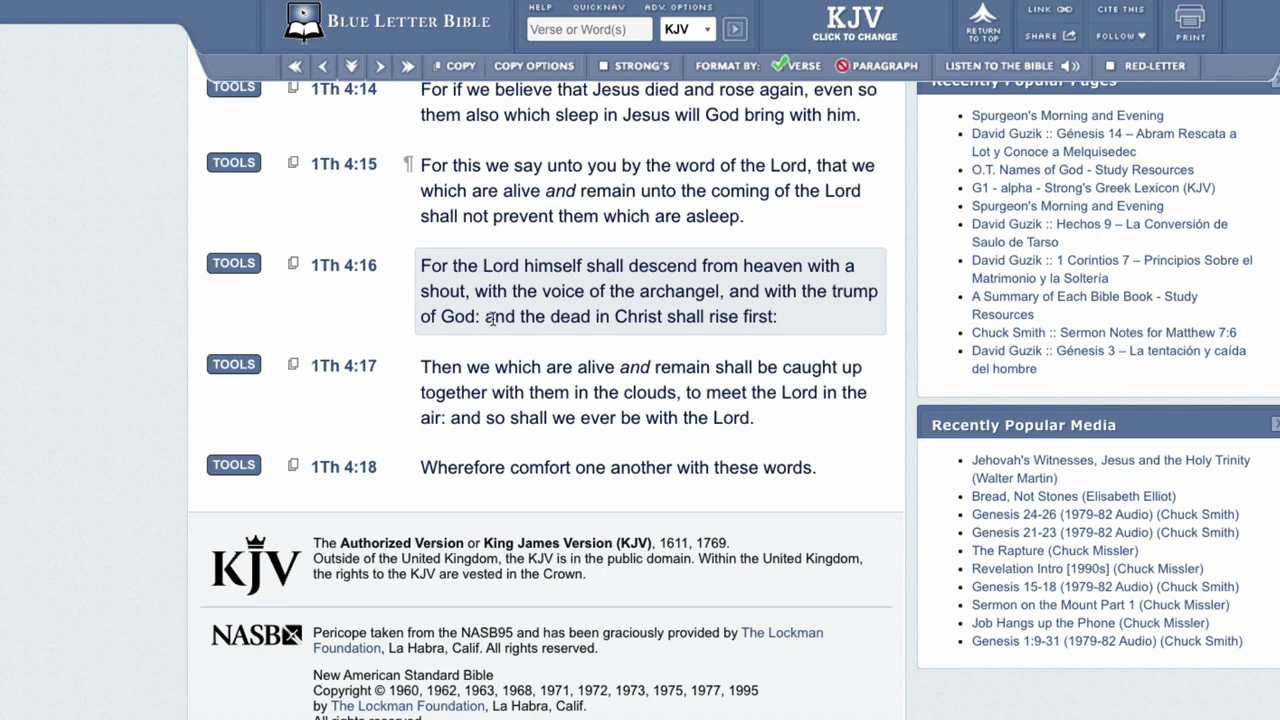 BLUE LETTER BIBLE
HELP QUICKNAV ADV. OPTIONS
Verse or Word(s) KJV
KJV
CLICK TO CHANGE
RETURN
TO TOP
LINK
SHARE
CITE THIS
FOLLOW
PRINT
COPY COPY OPTIONS STRONG'S FORMAT BY: VERSE PARAGRAPH LISTEN TO THE BIBLE RED-LETTER
TOOLS 1Th 4:14 For if we believe that Jesus died and rose again, even so
them also which sleep in Jesus will God bring with him.
TOOLS 1Th 4:15 ¶ For this we say unto you by the word of the Lord, that we
which are alive and remain unto the coming of the Lord
shall not prevent them which are asleep.
TOOLS 1Th 4:16 For the Lord himself shall descend from heaven with a
shout, with the voice of the archangel, and with the trump
of God: and the dead in Christ shall rise first:
TOOLS 1Th 4:17 Then we which are alive and remain shall be caught up
together with them in the clouds, to meet the Lord in the
air: and so shall we ever be with the Lord.
TOOLS 1Th 4:18 Wherefore comfort one another with these words.
KJV
The Authorized Version or King James Version (KJV), 1611, 1769.
Outside of the United Kingdom, the KJV is in the public domain. Within the United Kingdom,
the rights to the KJV are vested in the Crown.
NASB
Pericope taken from the NASB95 and has been graciously provided by The Lockman
Foundation, La Habra, Calif. All rights reserved.
New American Standard Bible
Copyright © 1960, 1962, 1963, 1968, 1971, 1972, 1973, 1975, 1977, 1995
by The Lockman Foundation, La Habra, Calif.
All rights reserved
Recently Popular Pages
Spurgeon's Morning and Evening
David Guzik :: Génesis 14 – Abram Rescata a
Lot y Conoce a Melquisedec
O.T. Names of God - Study Resources
G1 - alpha - Strong's Greek Lexicon (KJV)
Spurgeon's Morning and Evening
David Guzik :: Hechos 9 – La Conversión de
Saulo de Tarso
David Guzik :: 1 Corintios 7 – Principios Sobre el
Matrimonio y la Soltería
A Summary of Each Bible Book - Study
Resources
Chuck Smith :: Sermon Notes for Matthew 7:6
David Guzik :: Génesis 3 – La tentación y caída
del hombre
Recently Popular Media
Jehovah's Witnesses, Jesus and the Holy Trinity
(Walter Martin)
Bread, Not Stones (Elisabeth Elliot)
Genesis 24-26 (1979-82 Audio) (Chuck Smith)
Genesis 21-23 (1979-82 Audio) (Chuck Smith)
The Rapture (Chuck Missler)
Revelation Intro [1990s] (Chuck Missler)
Genesis 15-18 (1979-82 Audio) (Chuck Smith)
Sermon on the Mount Part 1 (Chuck Missler)
Job Hangs up the Phone (Chuck Missler)
Genesis 1:9-31 (1979-82 Audio) (Chuck Smith)